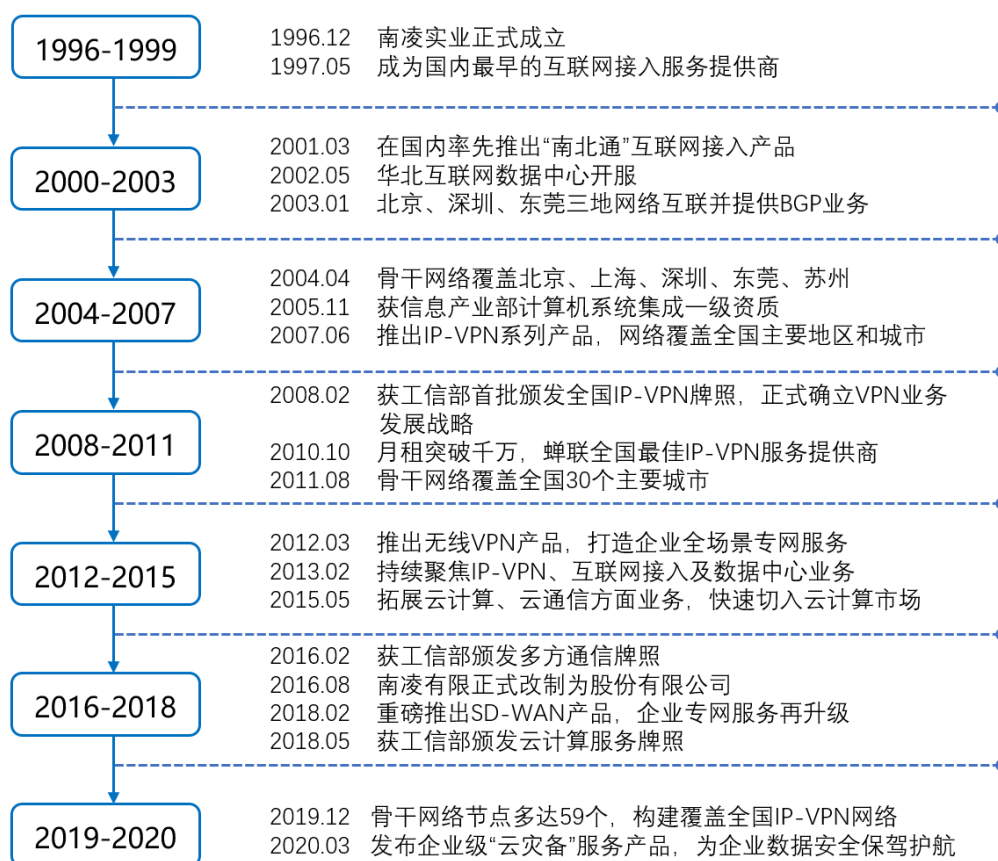 1996-1999
1996.12 南凌实业正式成立
1997.05 成为国内最早的互联网接入服务提供商
2000-2003
2001.03 在国内率先推出“南北通”互联网接入产品
2002.05 华北互联网数据中心开服
2003.01 北京、深圳、东莞三地网络互联并提供BGP业务
2004-2007
2004.04 骨干网络覆盖北京、上海、深圳、东莞、苏州
2005.11 获信息产业部计算机系统集成一级资质
2007.06 推出IP-VPN系列产品，网络覆盖全国主要地区和城市
2008-2011
2008.02 获工信部首批颁发全国IP-VPN牌照，正式确立VPN业务
发展战略
2010.10 月租突破千万，蝉联全国最佳IP-VPN服务提供商
2011.08 骨干网络覆盖全国30个主要城市
2012-2015
2012.03 推出无线VPN产品，打造企业全场景专网服务
2013.02 持续聚焦IP-VPN、互联网接入及数据中心业务
2015.05 拓展云计算、云通信方面业务，快速切入云计算市场
2016-2018
2016.02 获工信部颁发多方通信牌照
2016.08 南凌有限正式改制为股份有限公司
2018.02 重磅推出SD-WAN产品，企业专网服务再升级
2018.05 获工信部颁发云计算服务牌照
2019-2020
2019.12 骨干网络节点多达59个，构建覆盖全国IP-VPN网络
2020.03 发布企业级“云灾备”服务产品，为企业数据安全保驾护航